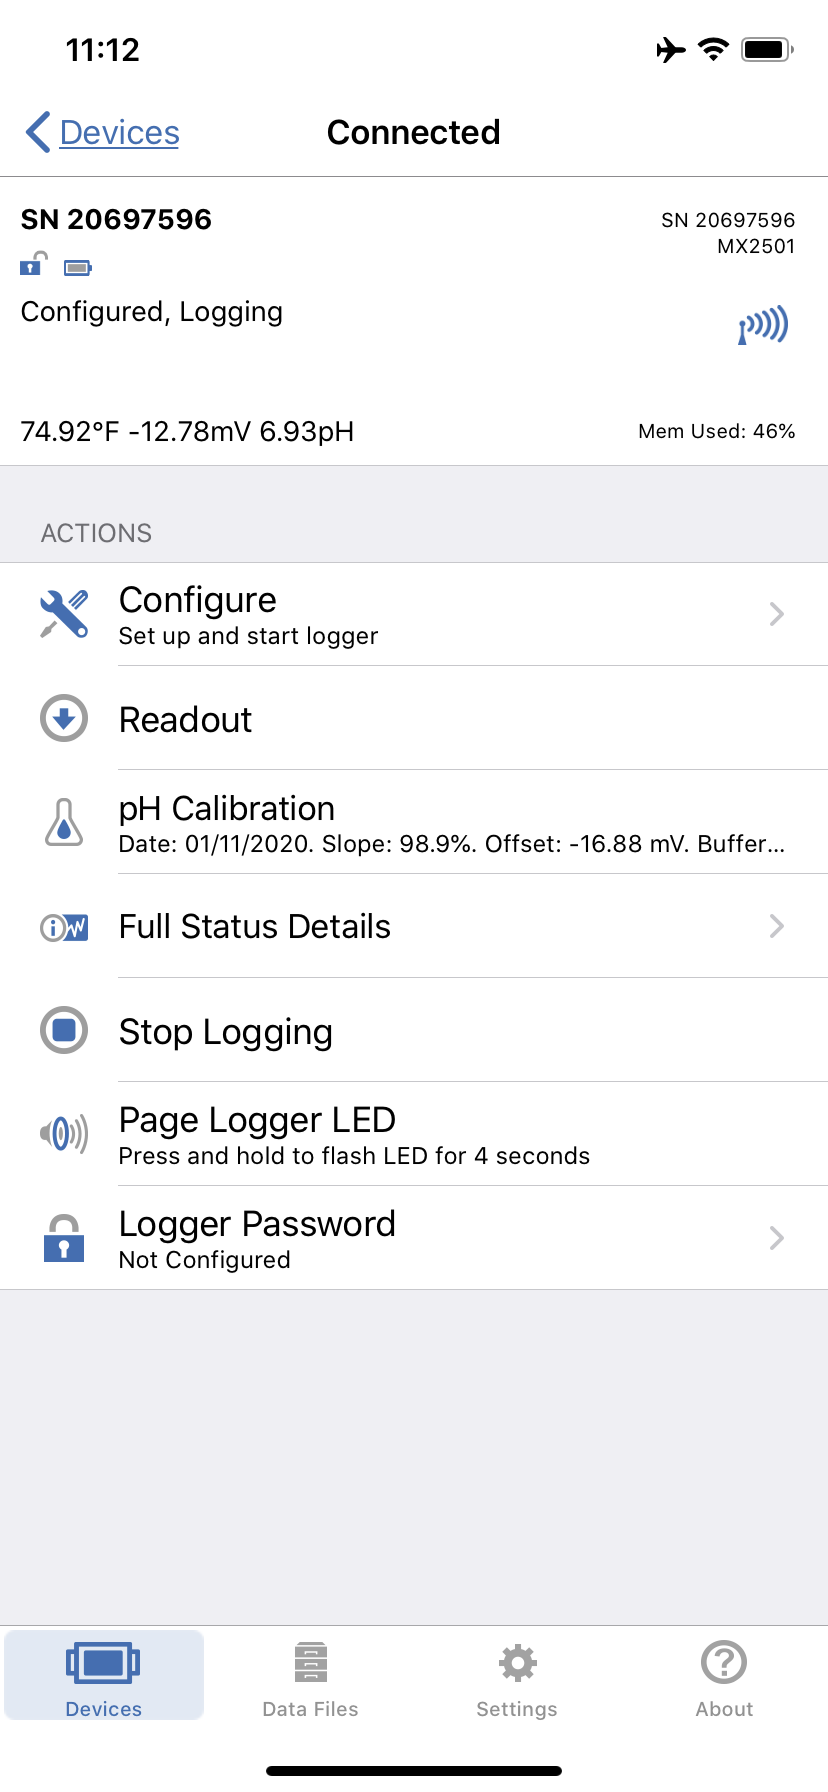 11:12
Devices
Connected
SN 20697596
SN 20697596
MX2501
Configured, Logging
74.92°F -12.78mV 6.93pH
Mem Used: 46%
ACTIONS
Configure
Set up and start logger
Readout
pH Calibration
Date: 01/11/2020. Slope: 98.9%. Offset: -16.88 mV. Buffer...
Full Status Details
Stop Logging
Page Logger LED
Press and hold to flash LED for 4 seconds
Logger Password
Not Configured
Devices
Data Files
Settings
About